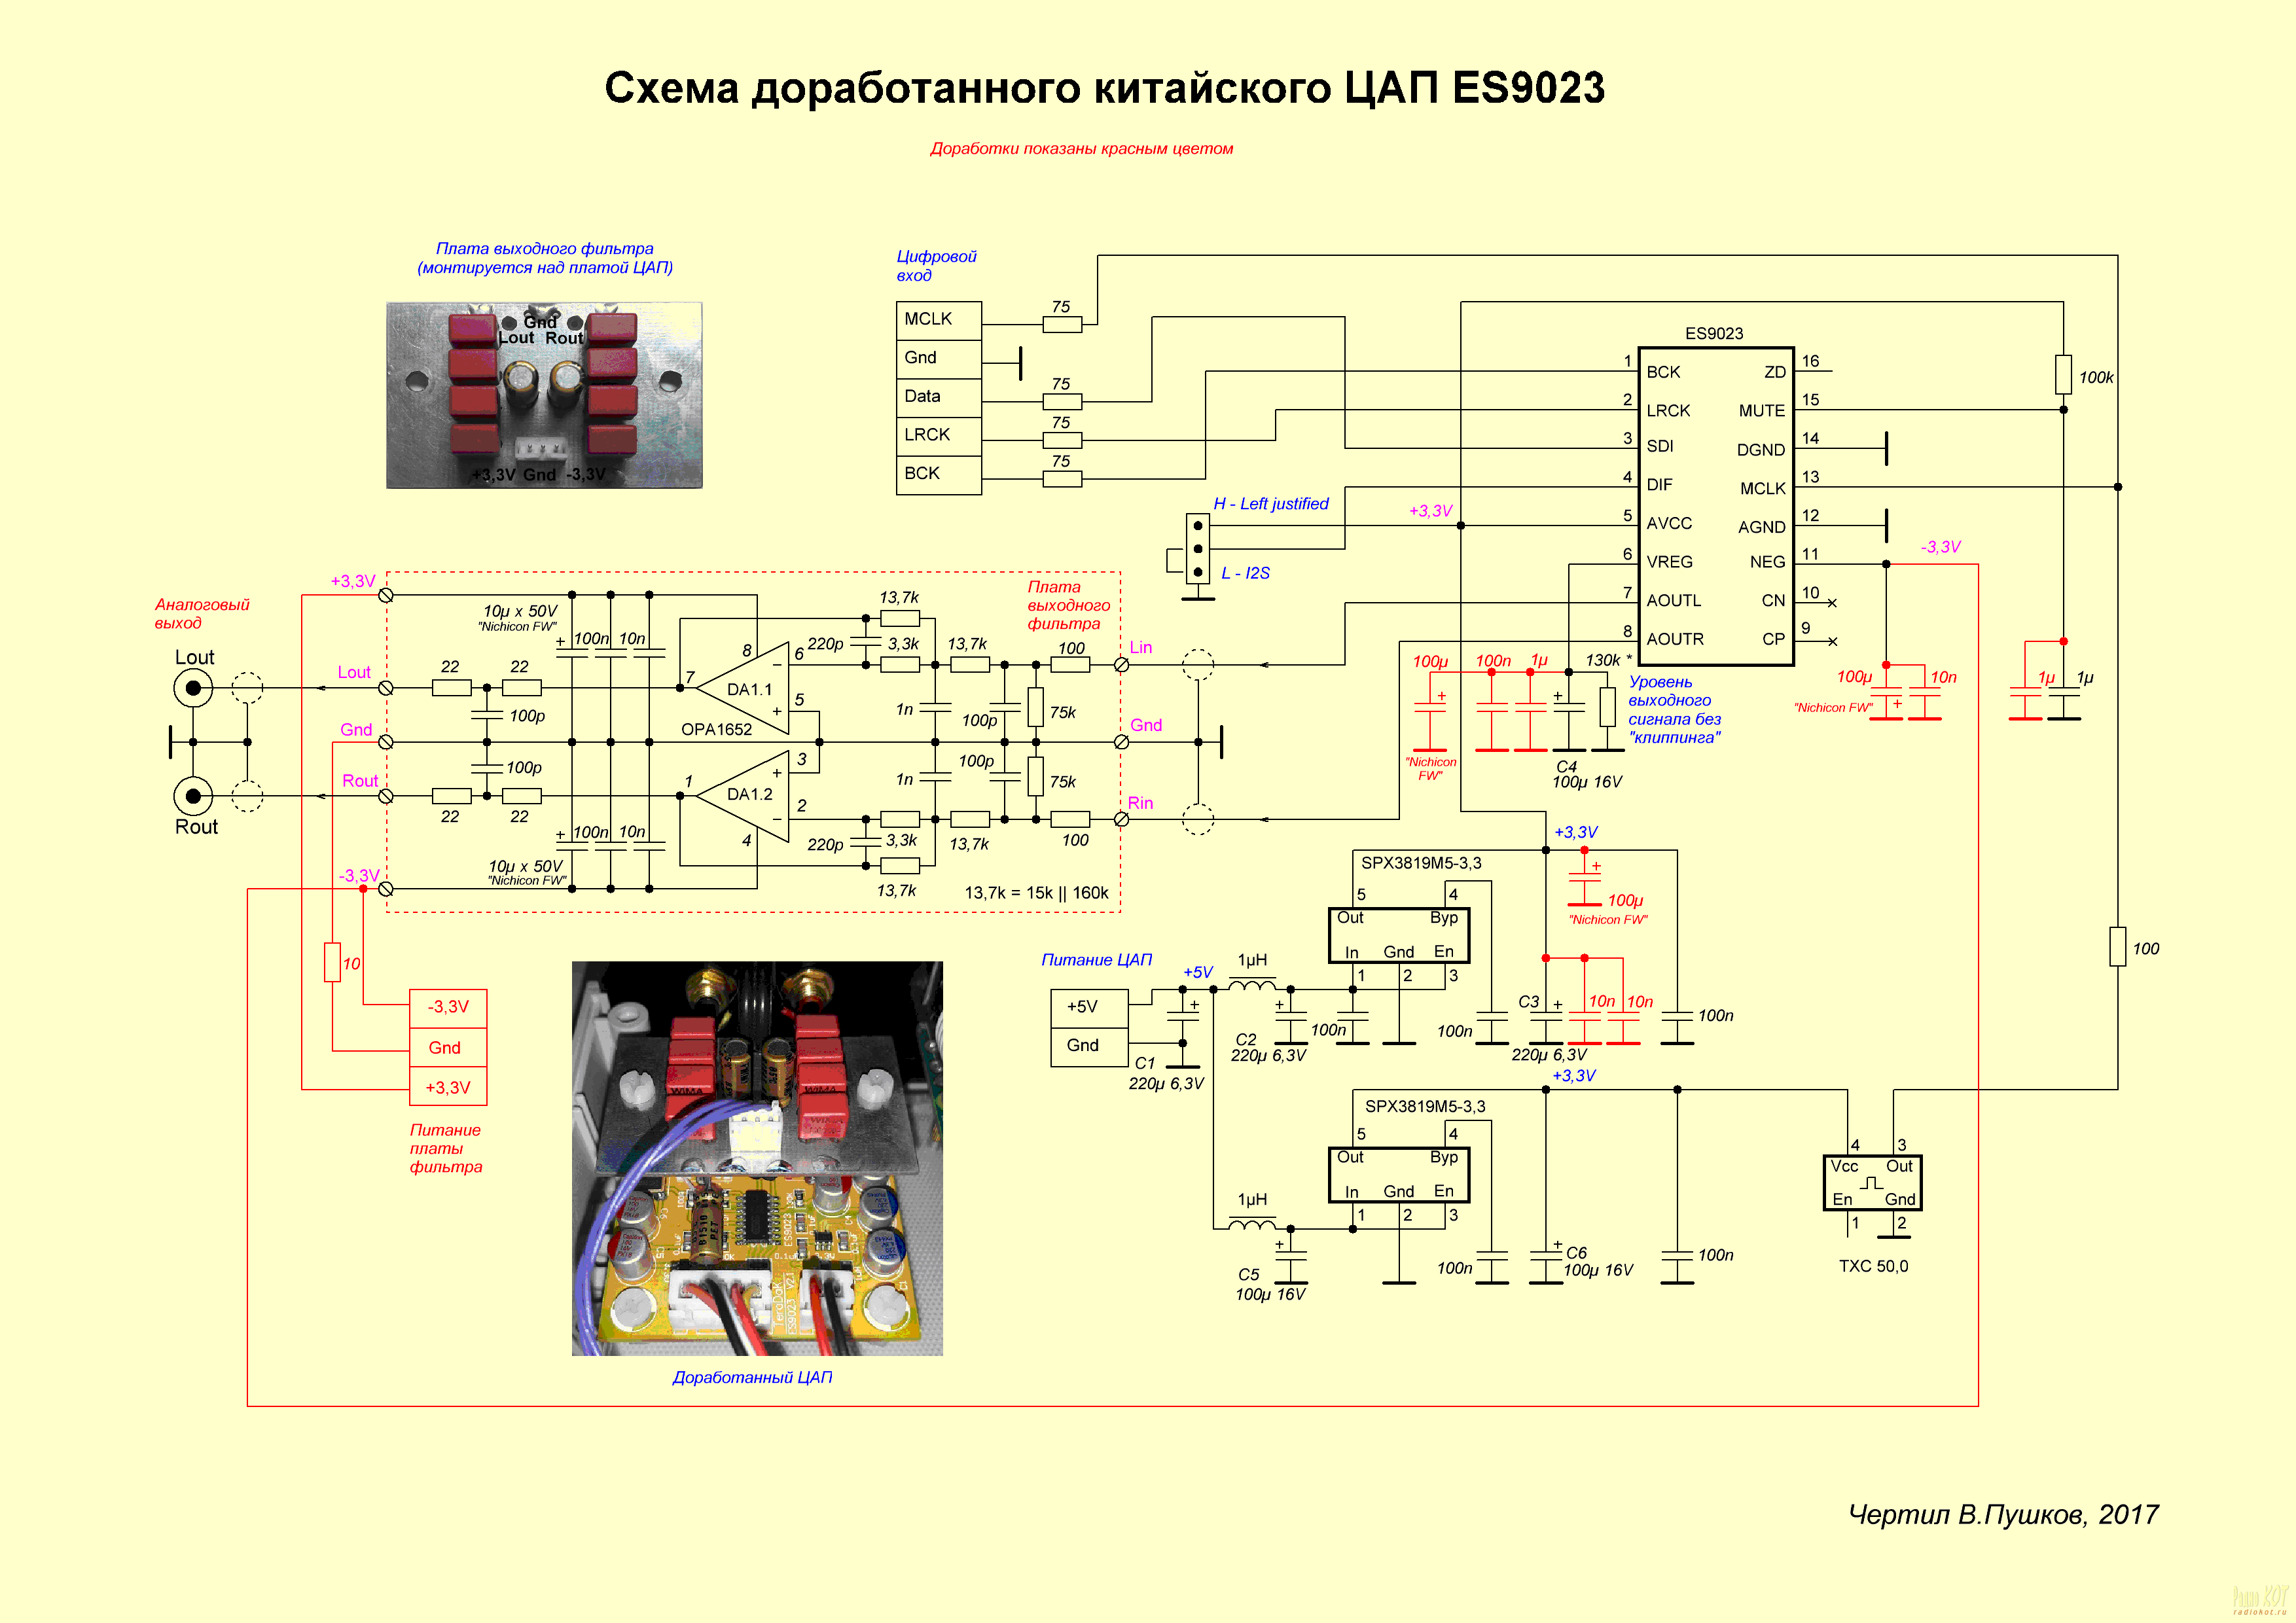 Схема доработанного китайского ЦАП ES9023
Доработки показаны красным цветом
Плата выходного фильтра
(монтируется над платой ЦАП)
Gnd
Lout Rout
+3,3V Gnd -3,3V
Цифровой
вход
MCLK
Gnd
Data
LRCK
BCK
75
75
75
75
H - Left justified
L - I2S
+3,3V
ES9023
1
BCK
2
LRCK
3
SDI
4
DIF
5
AVCC
6
VREG
7
AOUTL
8
AOUTR
16
ZD
15
MUTE
14
DGND
13
MCLK
12
AGND
11
NEG
10
CN
9
CP
100k
-3,3V
100µ
"Nichicon FW"
+
10n
1µ
1µ
100µ
+
"Nichicon
FW"
100n
1µ
130k *
+
C4
100µ 16V
Уровень
выходного
сигнала без
"клиппинга"
Аналоговый
выход
Lout
Rout
+3,3V
Lout
Gnd
Rout
-3,3V
10µ x 50V
"Nichicon FW"
+
100n
10n
22
22
100p
100p
22
22
+
100n
10n
10µ x 50V
"Nichicon FW"
8
7
6
5
DA1.1
−
+
OPA1652
3
1
2
4
DA1.2
+
−
13,7k
220p
3,3k
13,7k
100
1n
100p
75k
1n
100p
75k
220p
3,3k
13,7k
100
13,7k
13,7k = 15k || 160k
Плата
выходного
фильтра
Lin
Gnd
Rin
10
-3,3V
Gnd
+3,3V
Питание
платы
фильтра
WIMA
WIMA
TeraDak
ES9023 V2.1
ES9023
Доработанный ЦАП
Питание ЦАП
+5V
Gnd
+5V
+
C1
220µ 6,3V
1µH
+
C2
220µ 6,3V
100n
SPX3819M5-3,3
5
4
Out
Byp
In
Gnd
En
1
2
3
100n
+3,3V
+
100µ
"Nichicon FW"
C3
+
220µ 6,3V
10n
10n
100n
+3,3V
SPX3819M5-3,3
5
4
Out
Byp
In
Gnd
En
1
2
3
1µH
+
C5
100µ 16V
100n
+
C6
100µ 16V
100n
100
4
3
Vcc
Out
En
Gnd
1
2
TXC 50,0
Чертил В.Пушков, 2017
Радио КОТ
radiokot.ru